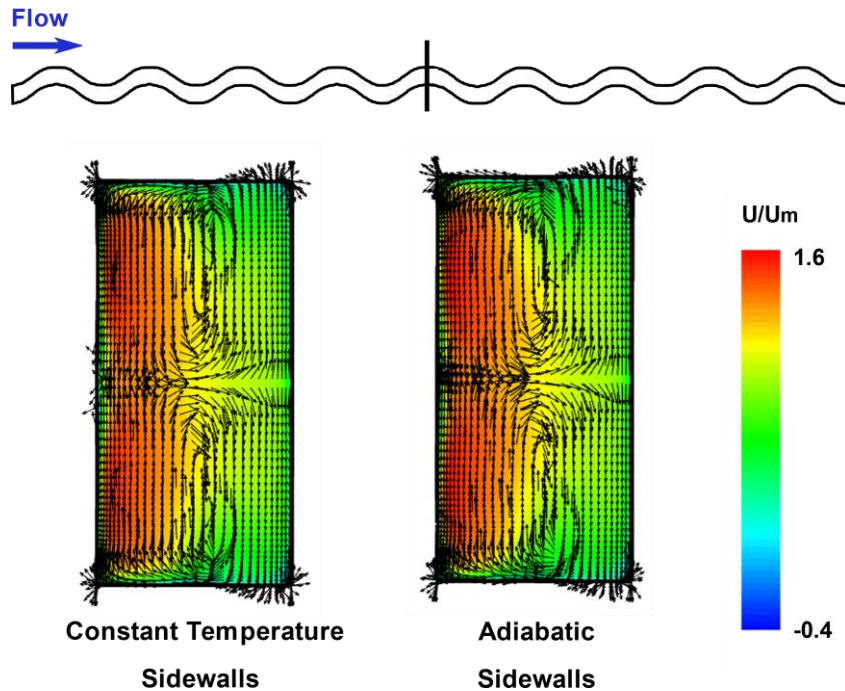 Flow
U/Um
1.6
-0.4
Constant Temperature
Sidewalls
Adiabatic
Sidewalls